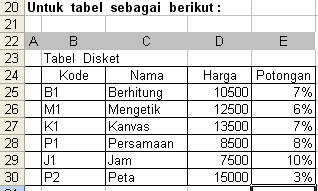 20 Untuk tabel sebagai berikut :
21
22 A B C D E
23 Tabel Disket
24 Kode Nama Harga Potongan
25 B1 Berhitung 10500 7%
26 M1 Mengetik 12500 6%
27 K1 Kanvas 13500 7%
28 P1 Persamaan 8500 8%
29 J1 Jam 7500 10%
30 P2 Peta 15000 3%